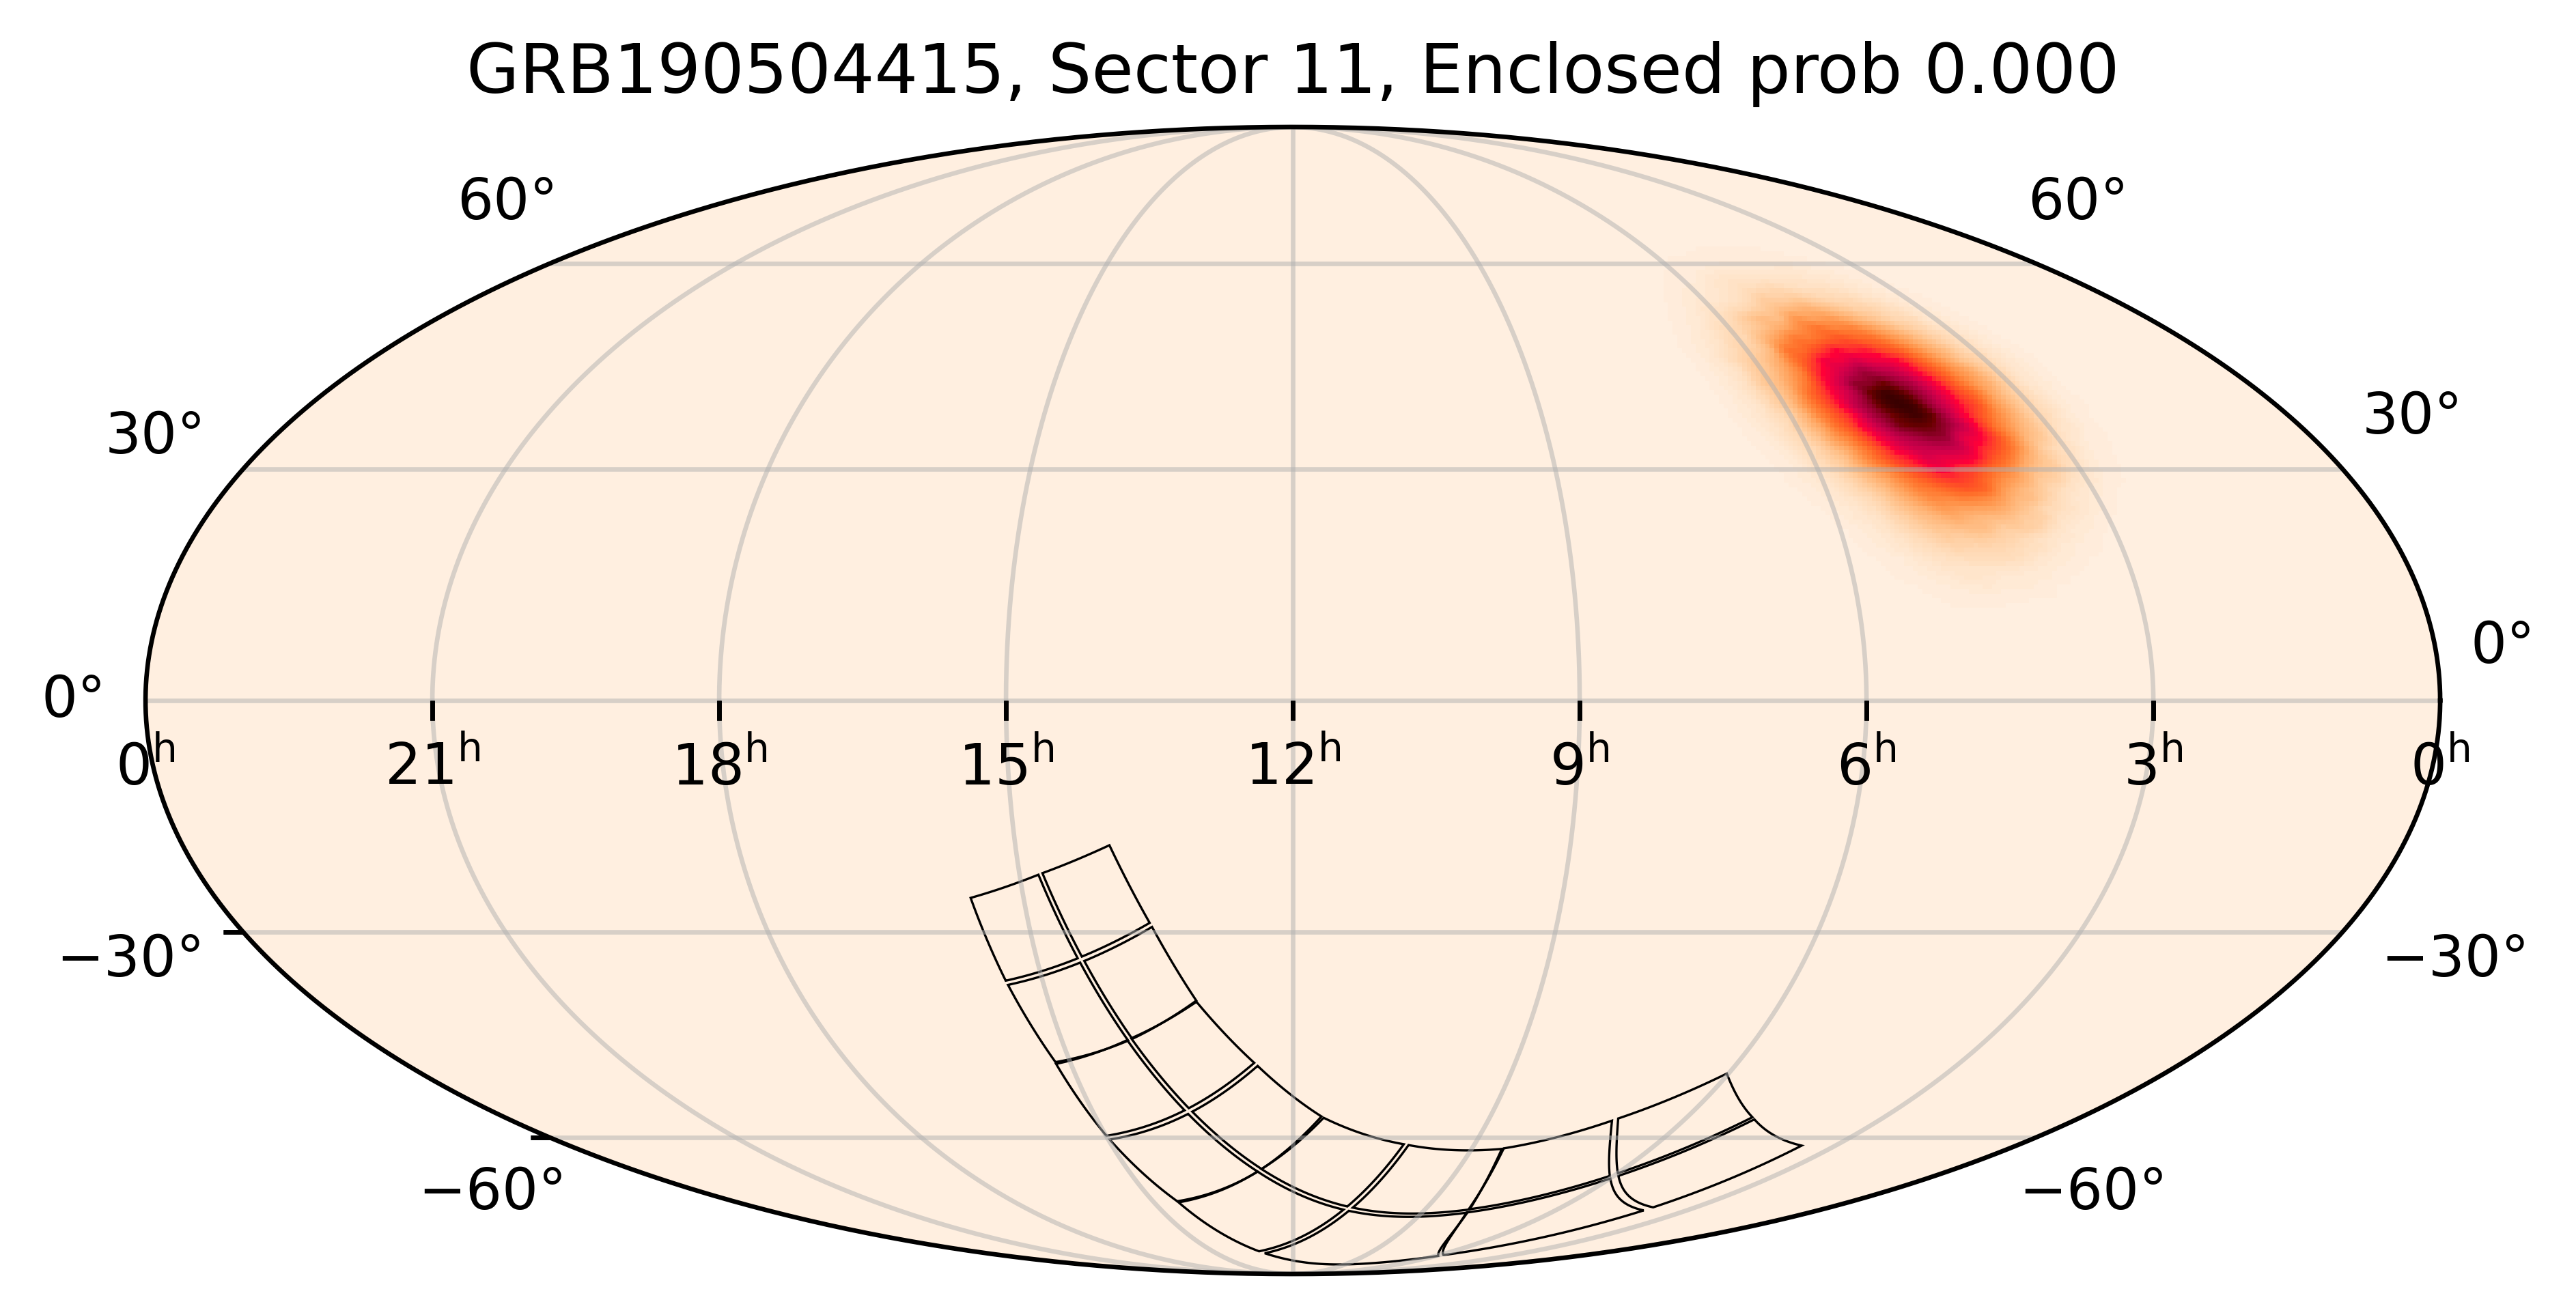 GRB190504415, Sector 11, Enclosed prob 0.000
60° 60°
30° 30°
0° 0°
0h 21h 18h 15h 12h 9h 6h 3h 0h
−30° −30°
−60° −60°